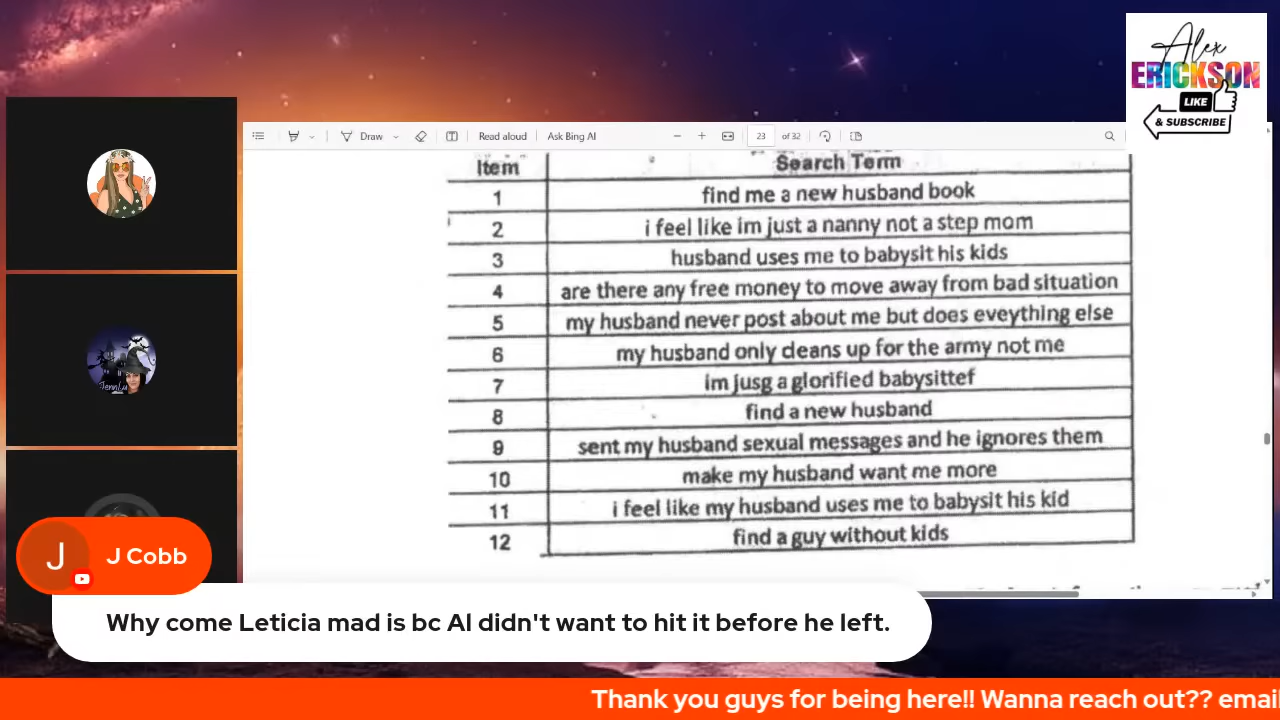 Alex
ERICKSON
LIKE
& SUBSCRIBE
Draw
Read aloud
Ask Bing AI
23
of 32
Item Search Term
1 find me a new husband book
2 i feel like im just a nanny not a step mom
3 husband uses me to babysit his kids
4 are there any free money to move away from bad situation
5 my husband never post about me but does eveything else
6 my husband only cleans up for the army not me
7 im jusg a glorified babysittef
8 find a new husband
9 sent my husband sexual messages and he ignores them
10 make my husband want me more
11 i feel like my husband uses me to babysit his kid
12 find a guy without kids
JennLu
J
J Cobb
Why come Leticia mad is bc Al didn't want to hit it before he left.
Thank you guys for being here!! Wanna reach out?? email